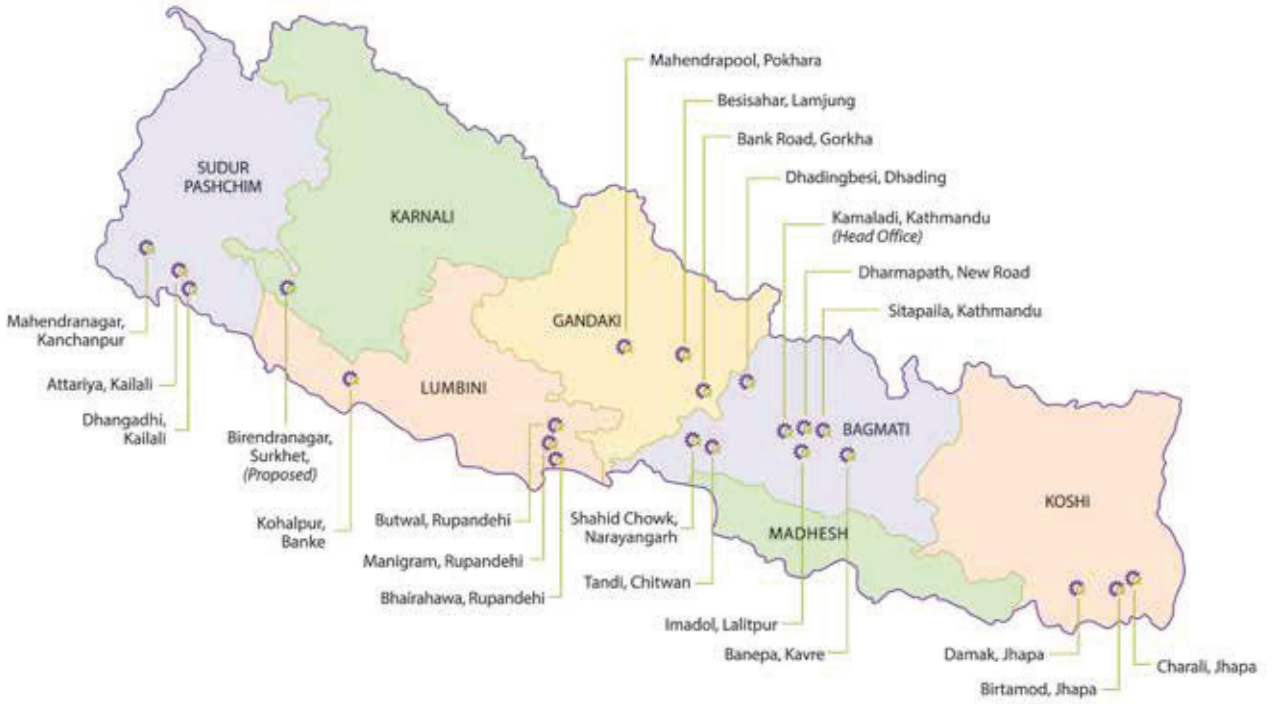 Mahendrapool, Pokhara
Besisahar, Lamjung
Bank Road, Gorkha
Dhadingbesi, Dhading
Kamaladi, Kathmandu
(Head Office)
Dharmapath, New Road
Sitapaila, Kathmandu
SUDUR
PASHCHIM
KARNALI
GANDAKI
LUMBINI
BAGMATI
MADHESH
KOSHI
Mahendranagar,
Kanchanpur
Attariya, Kailali
Dhangadhi,
Kailali
Birendranagar,
Surkhet,
(Proposed)
Kohalpur,
Banke
Butwal, Rupandehi
Manigram, Rupandehi
Bhairahawa, Rupandehi
Shahid Chowk,
Narayangarh
Tandi, Chitwan
Imadol, Lalitpur
Banepa, Kavre
Damak, Jhapa
Birtamod, Jhapa
Charali, Jhapa